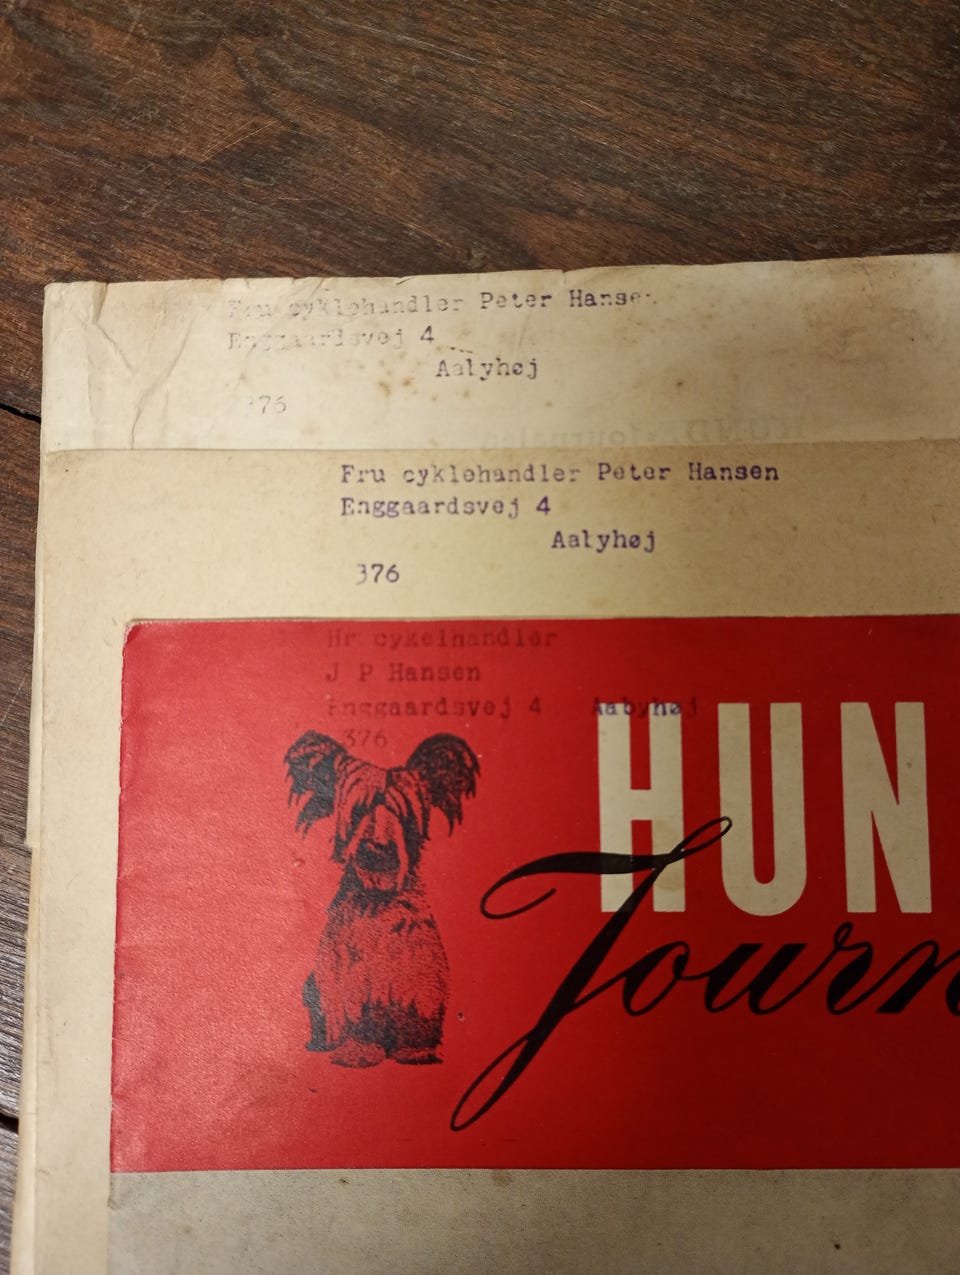 Fru cyklehandler Peter Hansen
Enggaardsvej 4
Aalyhøj
376
Fru cyklehandler Peter Hansen
Enggaardsvej 4
Aalyhøj
376
Hr cykelhandler
J P Hansen
Enggaardsvej 4 Aabyhøj
376
HUN
Journ